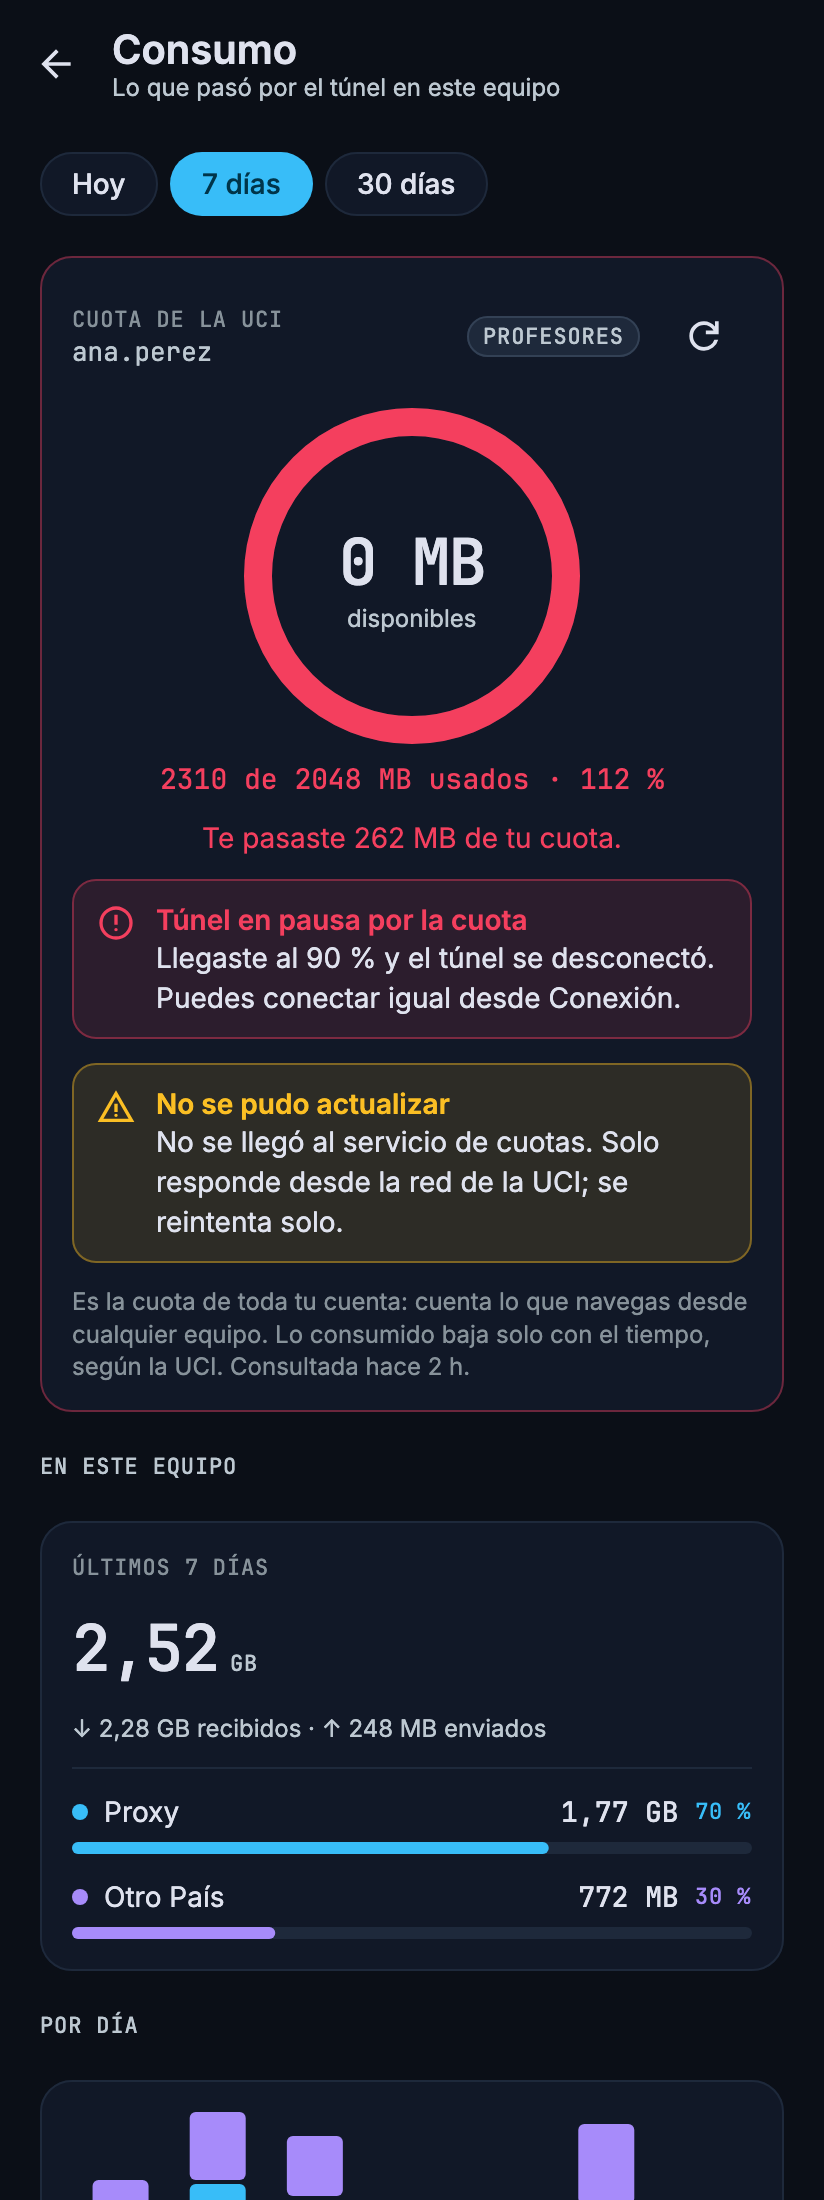 Consumo
Lo que pasó por el túnel en este equipo
Hoy
7 días
30 días
CUOTA DE LA UCI
ana.perez
PROFESORES
0 MB
disponibles
2310 de 2048 MB usados · 112 %
Te pasaste 262 MB de tu cuota.
Túnel en pausa por la cuota
Llegaste al 90 % y el túnel se desconectó.
Puedes conectar igual desde Conexión.
No se pudo actualizar
No se llegó al servicio de cuotas. Solo
responde desde la red de la UCI; se
reintenta solo.
Es la cuota de toda tu cuenta: cuenta lo que navegas desde
cualquier equipo. Lo consumido baja solo con el tiempo,
según la UCI. Consultada hace 2 h.
EN ESTE EQUIPO
ÚLTIMOS 7 DÍAS
2,52 GB
↓ 2,28 GB recibidos · ↑ 248 MB enviados
Proxy 1,77 GB 70 %
Otro País 772 MB 30 %
POR DÍA